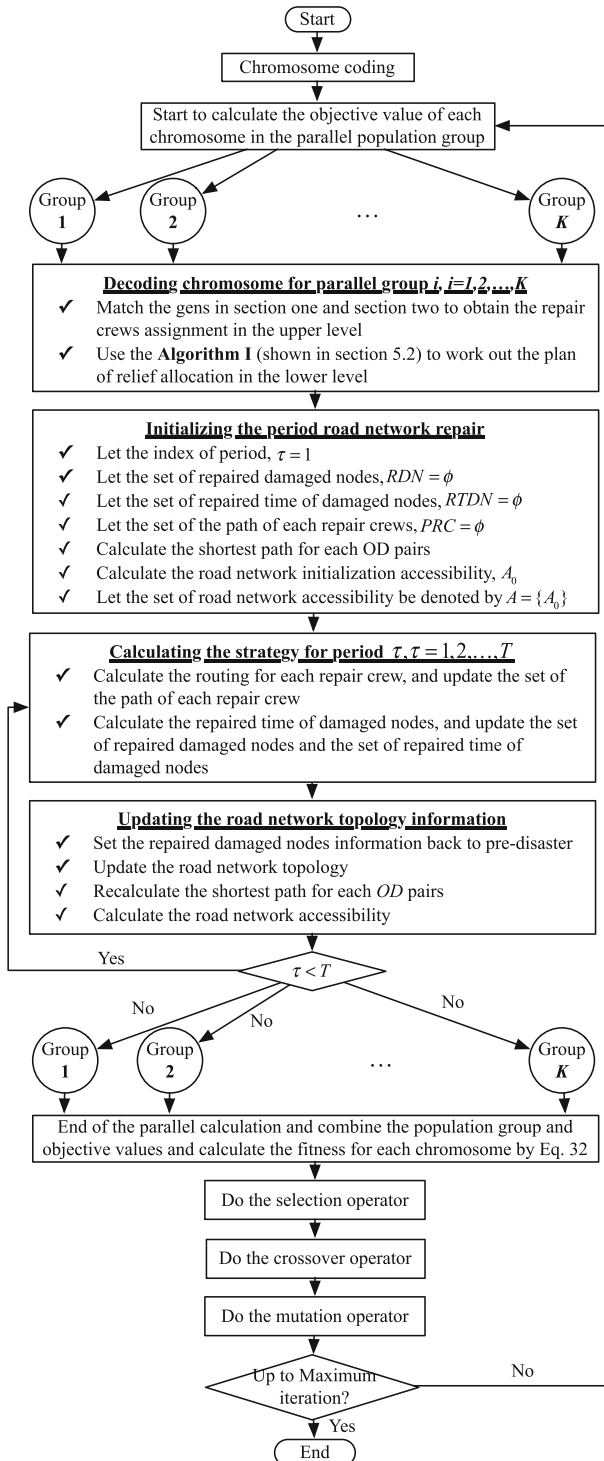 Start
Chromosome coding
Start to calculate the objective value of each
chromosome in the parallel population group
Group
1
Group
2
...
Group
K
Decoding chromosome for parallel group i, i=1,2,...,K
✓ Match the gens in section one and section two to obtain the repair
crews assignment in the upper level
✓ Use the Algorithm I (shown in section 5.2) to work out the plan
of relief allocation in the lower level
Initializing the period road network repair
✓ Let the index of period, τ = 1
✓ Let the set of repaired damaged nodes, RDN = ϕ
✓ Let the set of repaired time of damaged nodes, RTDN = ϕ
✓ Let the set of the path of each repair crews, PRC = ϕ
✓ Calculate the shortest path for each OD pairs
✓ Calculate the road network initialization accessibility, A₀
✓ Let the set of road network accessibility be denoted by A = {A₀}
Calculating the strategy for period τ, τ = 1,2,...,T
✓ Calculate the routing for each repair crew, and update the set of
the path of each repair crew
✓ Calculate the repaired time of damaged nodes, and update the set
of repaired damaged nodes and the set of repaired time of
damaged nodes
Updating the road network topology information
✓ Set the repaired damaged nodes information back to pre-disaster
✓ Update the road network topology
✓ Recalculate the shortest path for each OD pairs
✓ Calculate the road network accessibility
Yes
τ < T
No
No
No
Group
1
Group
2
...
Group
K
End of the parallel calculation and combine the population group and
objective values and calculate the fitness for each chromosome by Eq. 32
Do the selection operator
Do the crossover operator
Do the mutation operator
Up to Maximum
iteration?
No
Yes
End